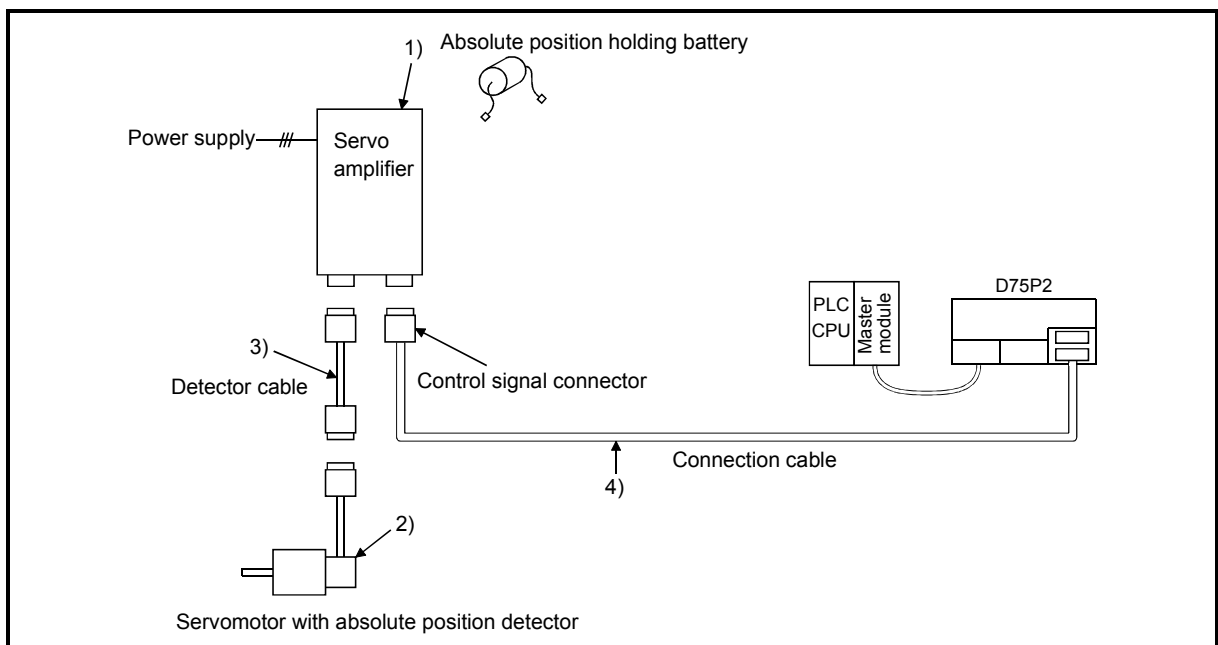 1)
Absolute position holding battery
Power supply
Servo
amplifier
D75P2
PLC
CPU
Master
module
3)
Detector cable
Control signal connector
Connection cable
4)
2)
Servomotor with absolute position detector